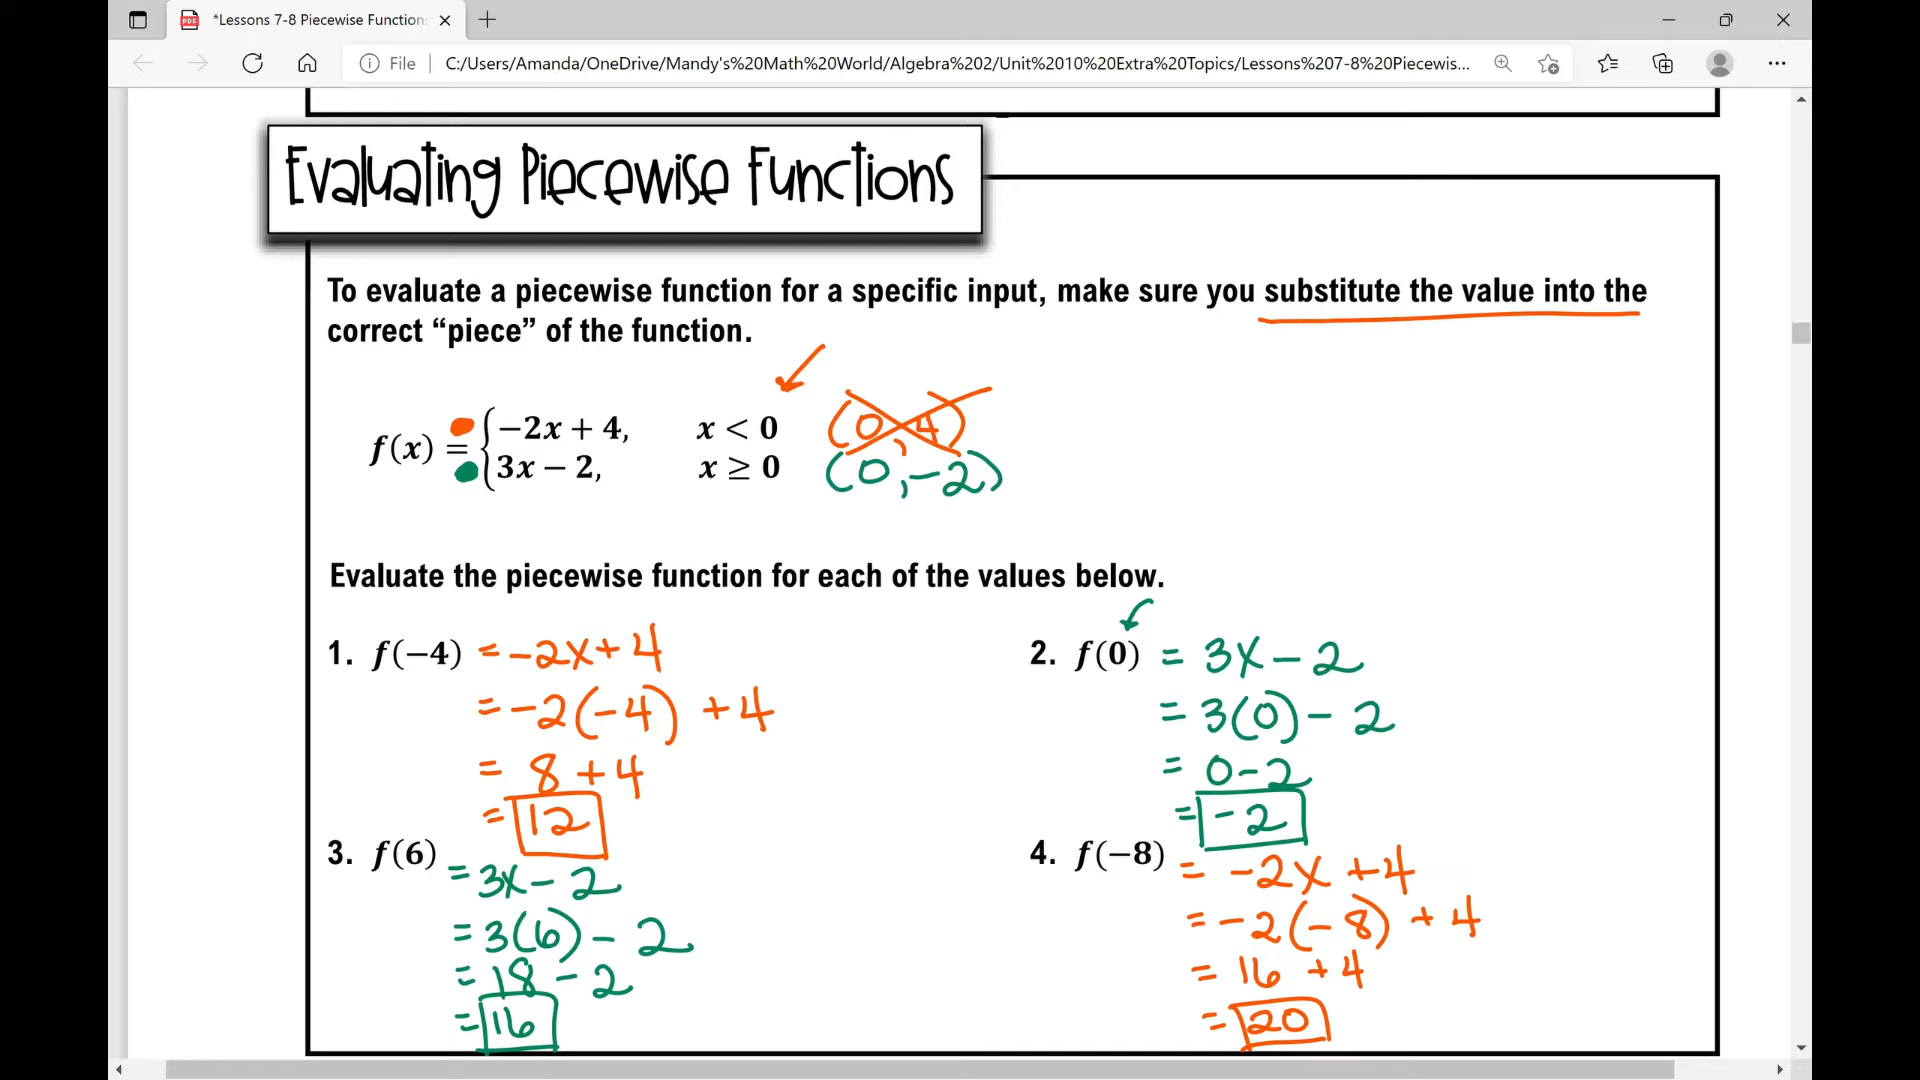 *Lessons 7-8 Piecewise Function
File | C:/Users/Amanda/OneDrive/Mandy's%20Math%20World/Algebra%202/Unit%2010%20Extra%20Topics/Lessons%207-8%20Piecewis...
Evaluating Piecewise Functions
To evaluate a piecewise function for a specific input, make sure you substitute the value into the
correct “piece” of the function.
f(x) = { −2x + 4, x < 0 (0, 4)
3x − 2, x ≥ 0 (0, −2)
Evaluate the piecewise function for each of the values below.
1. f(−4) = −2x + 4
= −2(−4) + 4
= 8 + 4
= 12
2. f(0) = 3x − 2
= 3(0) − 2
= 0 − 2
= −2
3. f(6) = 3x − 2
= 3(6) − 2
= 18 − 2
= 16
4. f(−8) = −2x + 4
= −2(−8) + 4
= 16 + 4
= 20